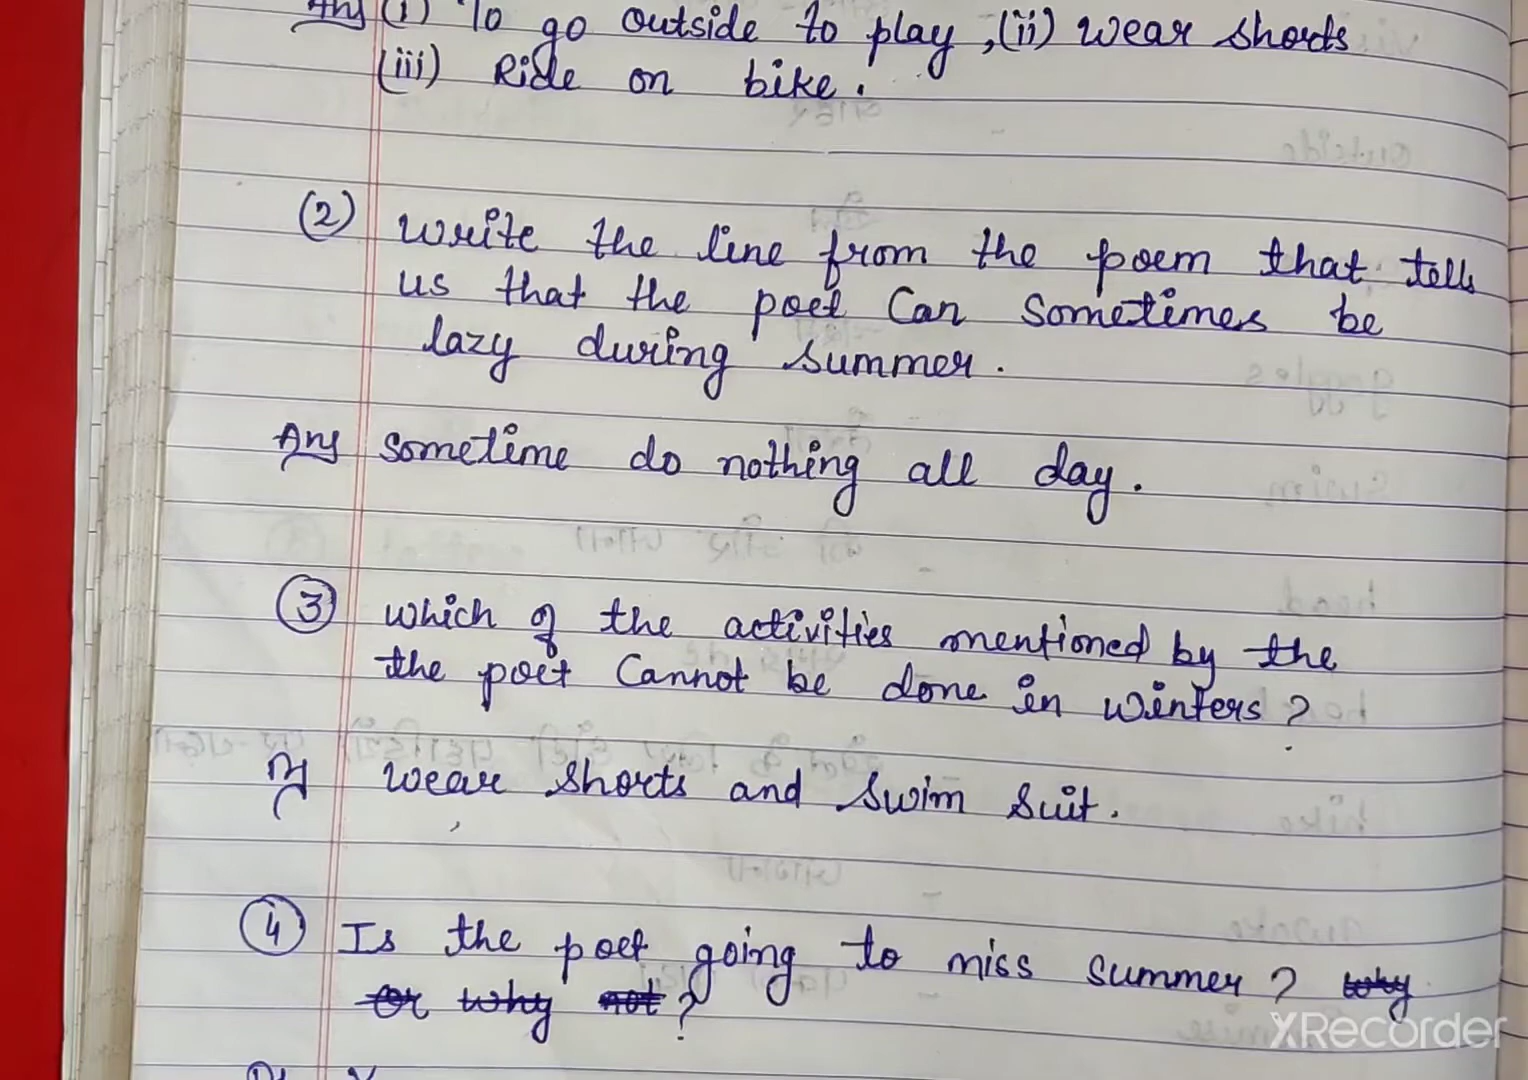 Ans (i) To go outside to play ,(ii) wear shorts
(iii) Ride on bike.
(2) write the line from the poem that tells
us that the poet Can sometimes be
lazy during summer.
Ans sometime do nothing all day.
(3) which of the activities mentioned by the
the poet Cannot be done in winters?
wear shorts and swim suit.
(4) Is the poet going to miss summer? why
or why not?
XRecorder